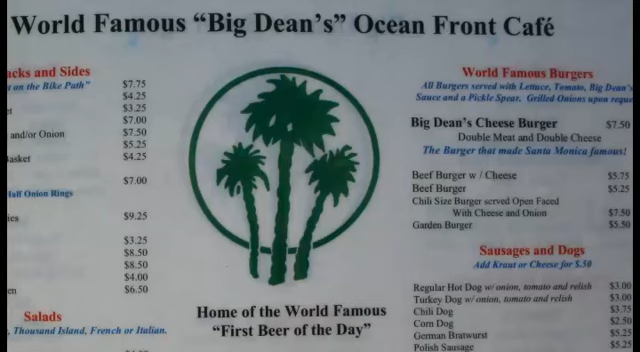 World Famous “Big Dean’s” Ocean Front Café
and Sides
on the Bike Path”
$7.75
$4.25
$3.25
$7.00
and/or Onion $7.50
$5.25
$4.25
$7.00
Half Onion Rings
$9.25
$3.25
$8.50
$8.50
$4.00
$6.50
Salads
, Thousand Island, French or Italian.
Home of the World Famous
“First Beer of the Day”
World Famous Burgers
All Burgers served with Lettuce, Tomato, Big Dean's
Sauce and a Pickle Spear, Grilled Onions upon
Big Dean's Cheese Burger $7.50
Double Meat and Double Cheese
The Burger that made Santa Monica famous!
Beef Burger w / Cheese $5.75
Beef Burger $5.25
Chili Size Burger served Open Faced
With Cheese and Onion $7.50
Garden Burger $5.50
Sausages and Dogs
Add Kraut or Cheese for $.50
Regular Hot Dog w/ onion, tomato and relish $3.00
Turkey Dog w/ onion, tomato and relish $3.00
Chili Dog $3.75
Corn Dog $2.50
German Bratwurst $5.25
Polish Sausage $5.25